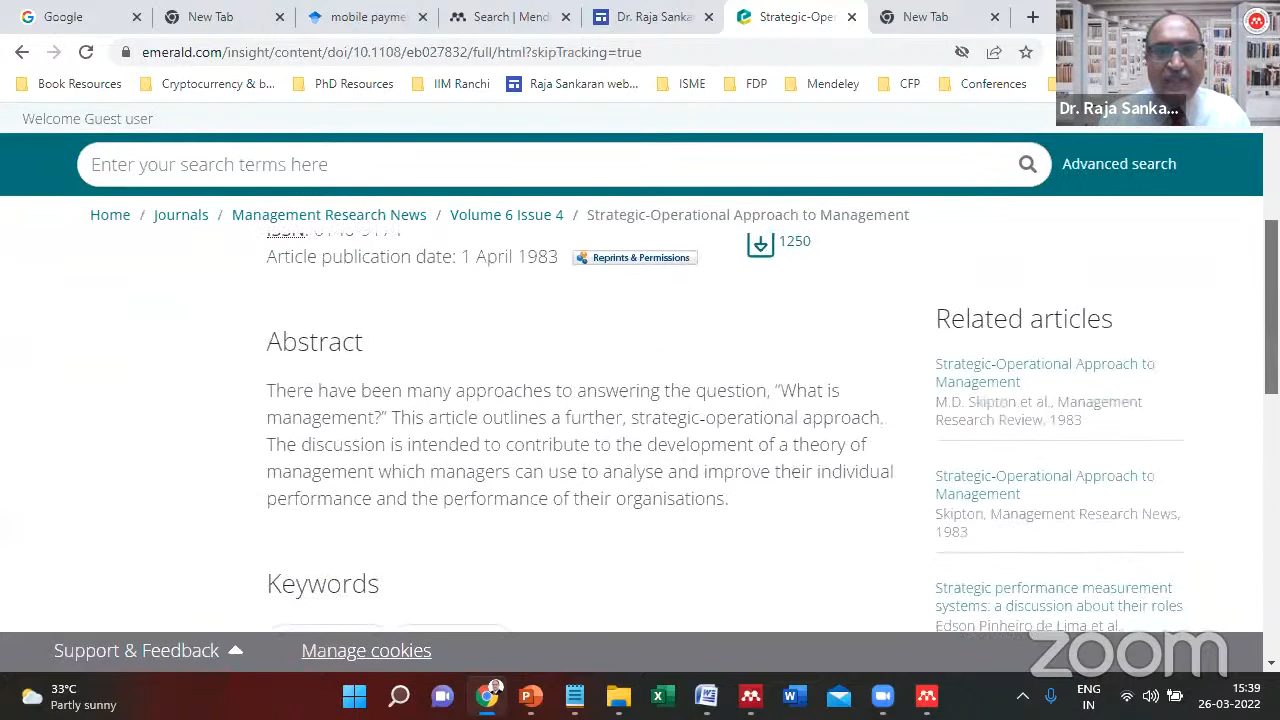 Google
New Tab
mobile payme
Search | Menc
Dr. Raja Sanka
Strategic-Ope
New Tab
emerald.com/insight/content/doi/10.1108/eb027832/full/html?skipTracking=true
Book Resources
Cryptocurrency & b...
PhD Resources
IIM Ranchi
Raja Sankaran web...
ISME
FDP
Mendeley
CFP
Conferences
Dr. Raja Sanka...
Welcome Guest user
Enter your search terms here
Advanced search
Home / Journals / Management Research News / Volume 6 Issue 4 / Strategic-Operational Approach to Management
1250
Article publication date: 1 April 1983
Reprints & Permissions
Abstract
There have been many approaches to answering the question, “What is
management?” This article outlines a further, strategic-operational approach.
The discussion is intended to contribute to the development of a theory of
management which managers can use to analyse and improve their individual
performance and the performance of their organisations.
Keywords
Related articles
Strategic-Operational Approach to
Management
M.D. Skipton et al., Management
Research Review, 1983
Strategic-Operational Approach to
Management
Skipton, Management Research News,
1983
Strategic performance measurement
systems: a discussion about their roles
Edson Pinheiro de Lima et al.,
Support & Feedback
Manage cookies
zoom
33°C
Partly sunny
ENG
IN
15:39
26-03-2022